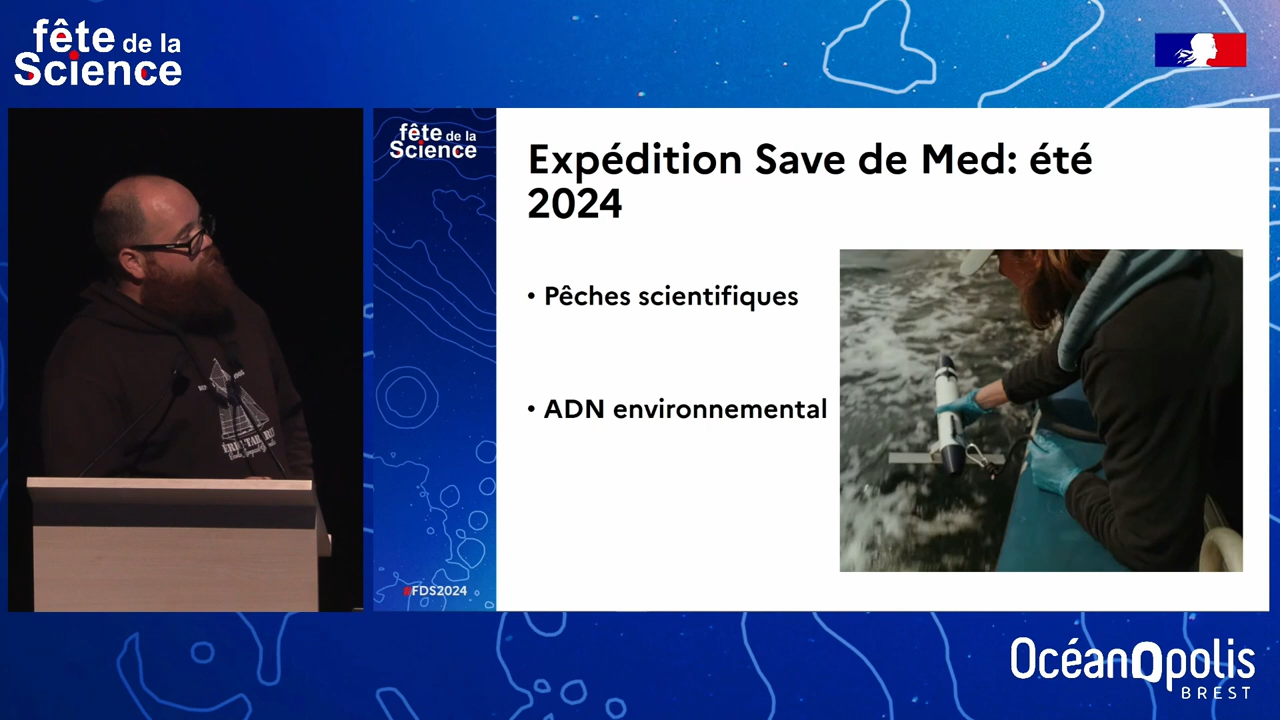 fête de la
Science
fête de la
Science
Expédition Save de Med: été
2024
• Pêches scientifiques
• ADN environnemental
#FDS2024
OcéanOpolis
BREST